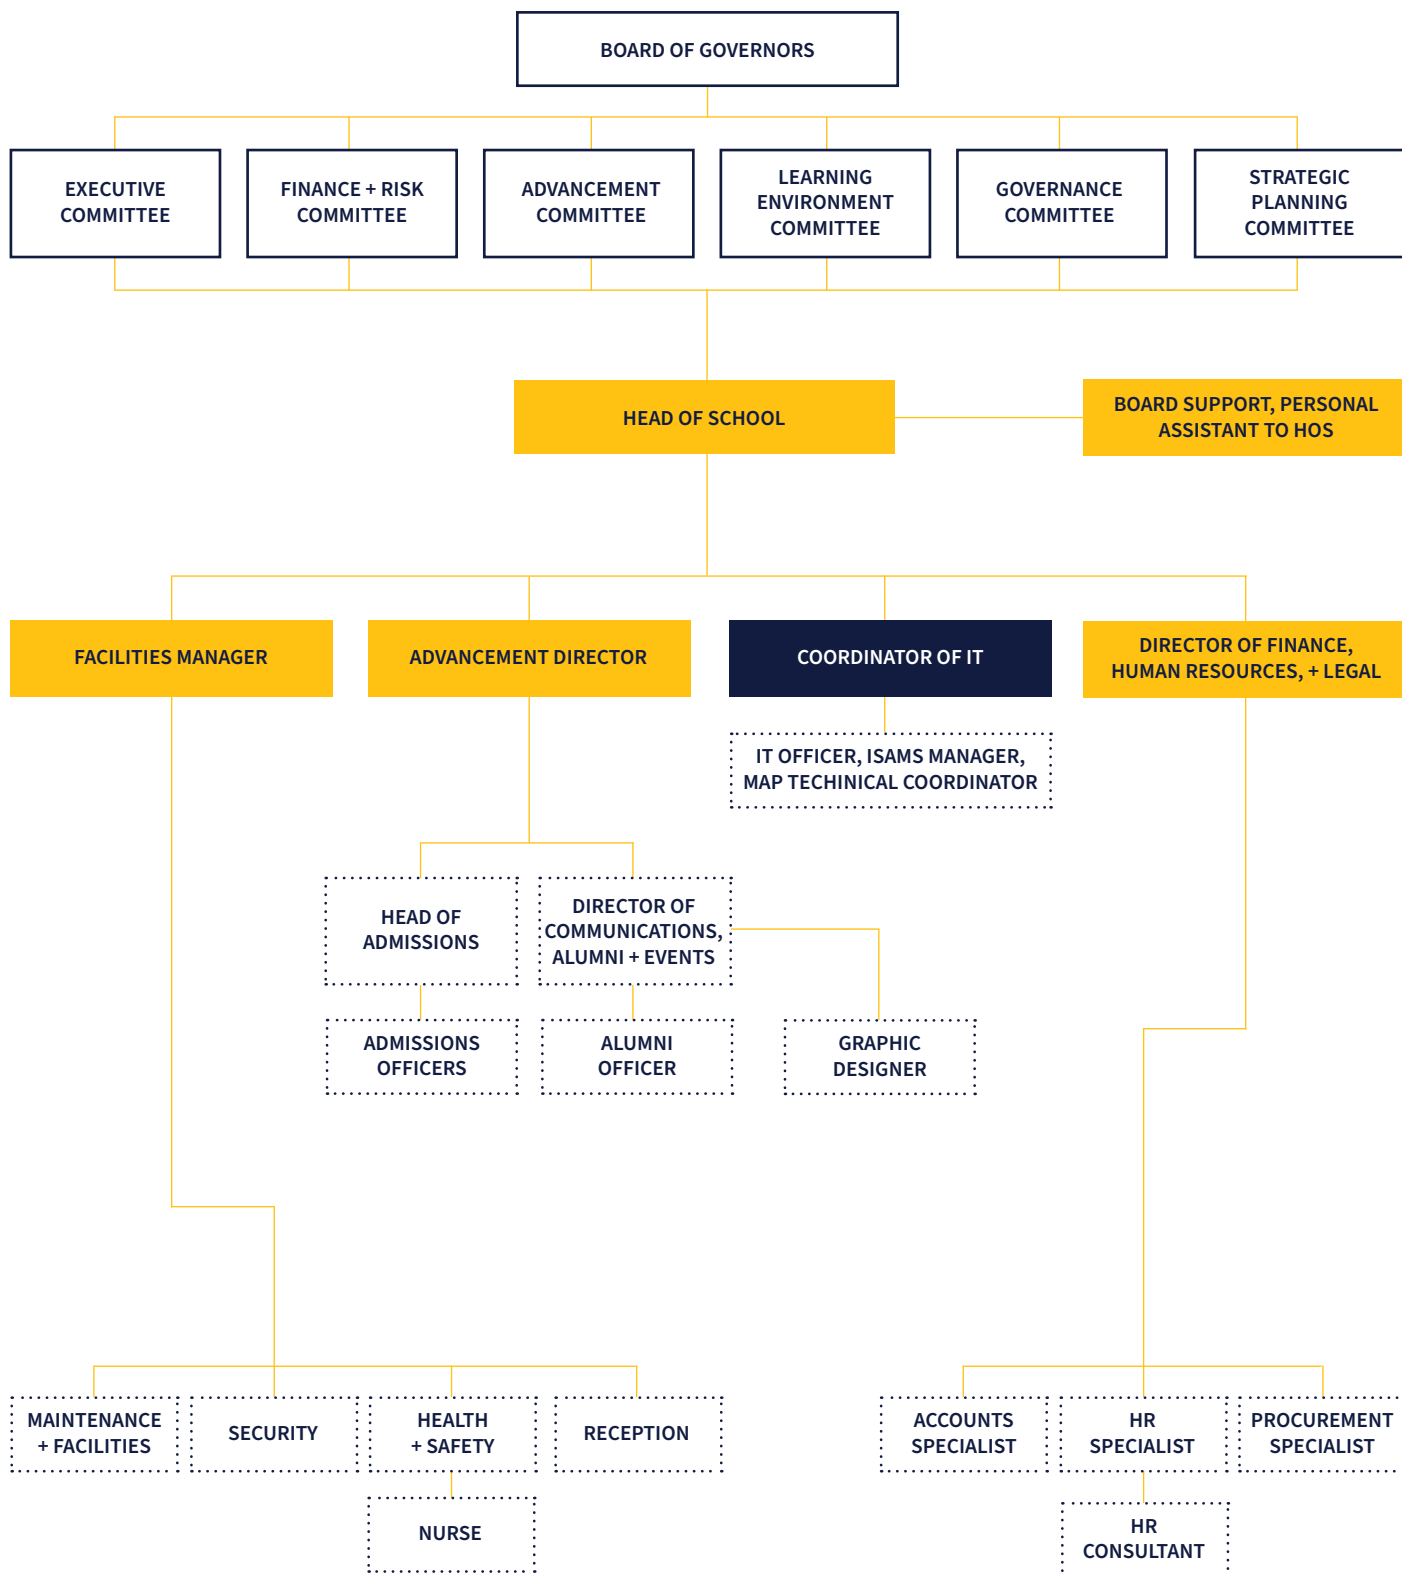 BOARD OF GOVERNORS
EXECUTIVE
COMMITTEE
FINANCE + RISK
COMMITTEE
ADVANCEMENT
COMMITTEE
LEARNING
ENVIRONMENT
COMMITTEE
GOVERNANCE
COMMITTEE
STRATEGIC
PLANNING
COMMITTEE
HEAD OF SCHOOL
BOARD SUPPORT, PERSONAL
ASSISTANT TO HOS
FACILITIES MANAGER
ADVANCEMENT DIRECTOR
COORDINATOR OF IT
DIRECTOR OF FINANCE,
HUMAN RESOURCES, + LEGAL
IT OFFICER, ISAMS MANAGER,
MAP TECHINICAL COORDINATOR
HEAD OF
ADMISSIONS
DIRECTOR OF
COMMUNICATIONS,
ALUMNI + EVENTS
ADMISSIONS
OFFICERS
ALUMNI
OFFICER
GRAPHIC
DESIGNER
MAINTENANCE
+ FACILITIES
SECURITY
HEALTH
+ SAFETY
RECEPTION
ACCOUNTS
SPECIALIST
HR
SPECIALIST
PROCUREMENT
SPECIALIST
NURSE
HR
CONSULTANT